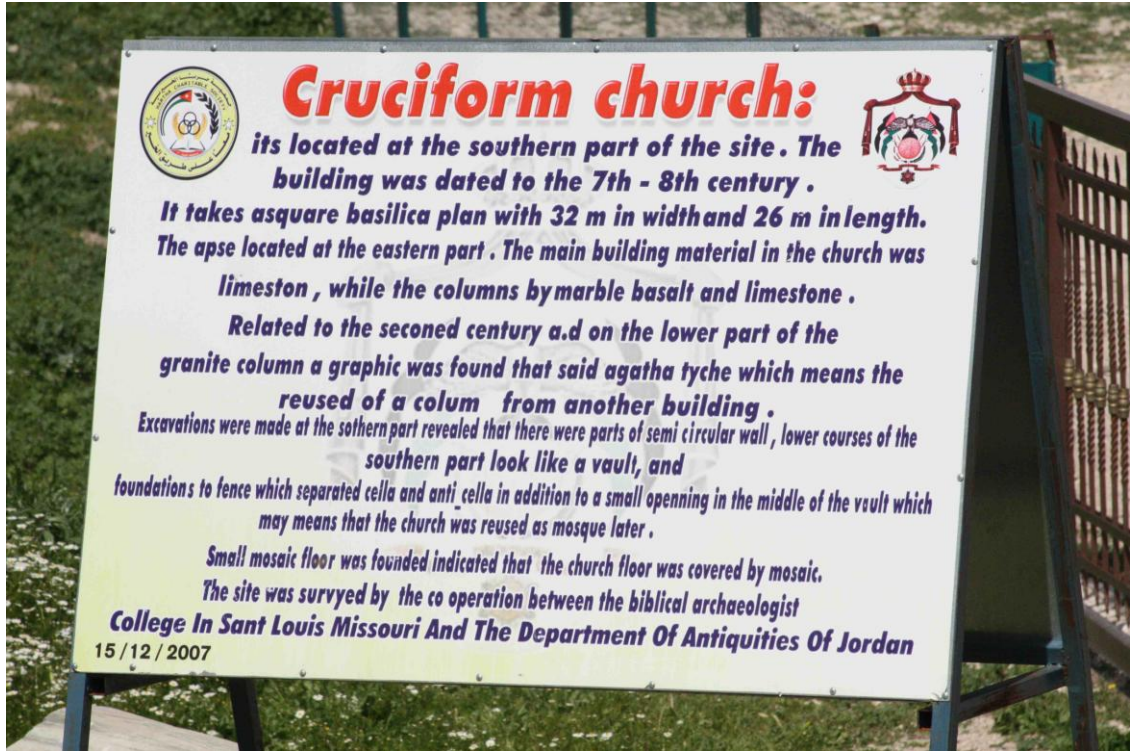 Cruciform church:
its located at the southern part of the site . The
building was dated to the 7th - 8th century .
It takes asquare basilica plan with 32 m in widthand 26 m inlength.
The apse located at the eastern part . The main building material in the church was
limeston , while the columns bymarble basalt and limestone .
Related to the seconed century a.d on the lower part of the
granite column a graphic was found that said agatha tyche which means the
reused of a colum from another building .
Excavations were made at the sothern part revealed that there were parts of semi circular wall , lower courses of the
southern part look like a vault, and
foundations to fence which separated cella and anti_cella in addition to a small openning in the middle of the vault which
may means that the church was reused as mosque later .
Small mosaic floor was founded indicated that the church floor was covered by mosaic.
The site was survyed by the co operation between the biblical archaeologist
College In Sant Louis Missouri And The Department Of Antiquities Of Jordan
15 / 12 / 2007